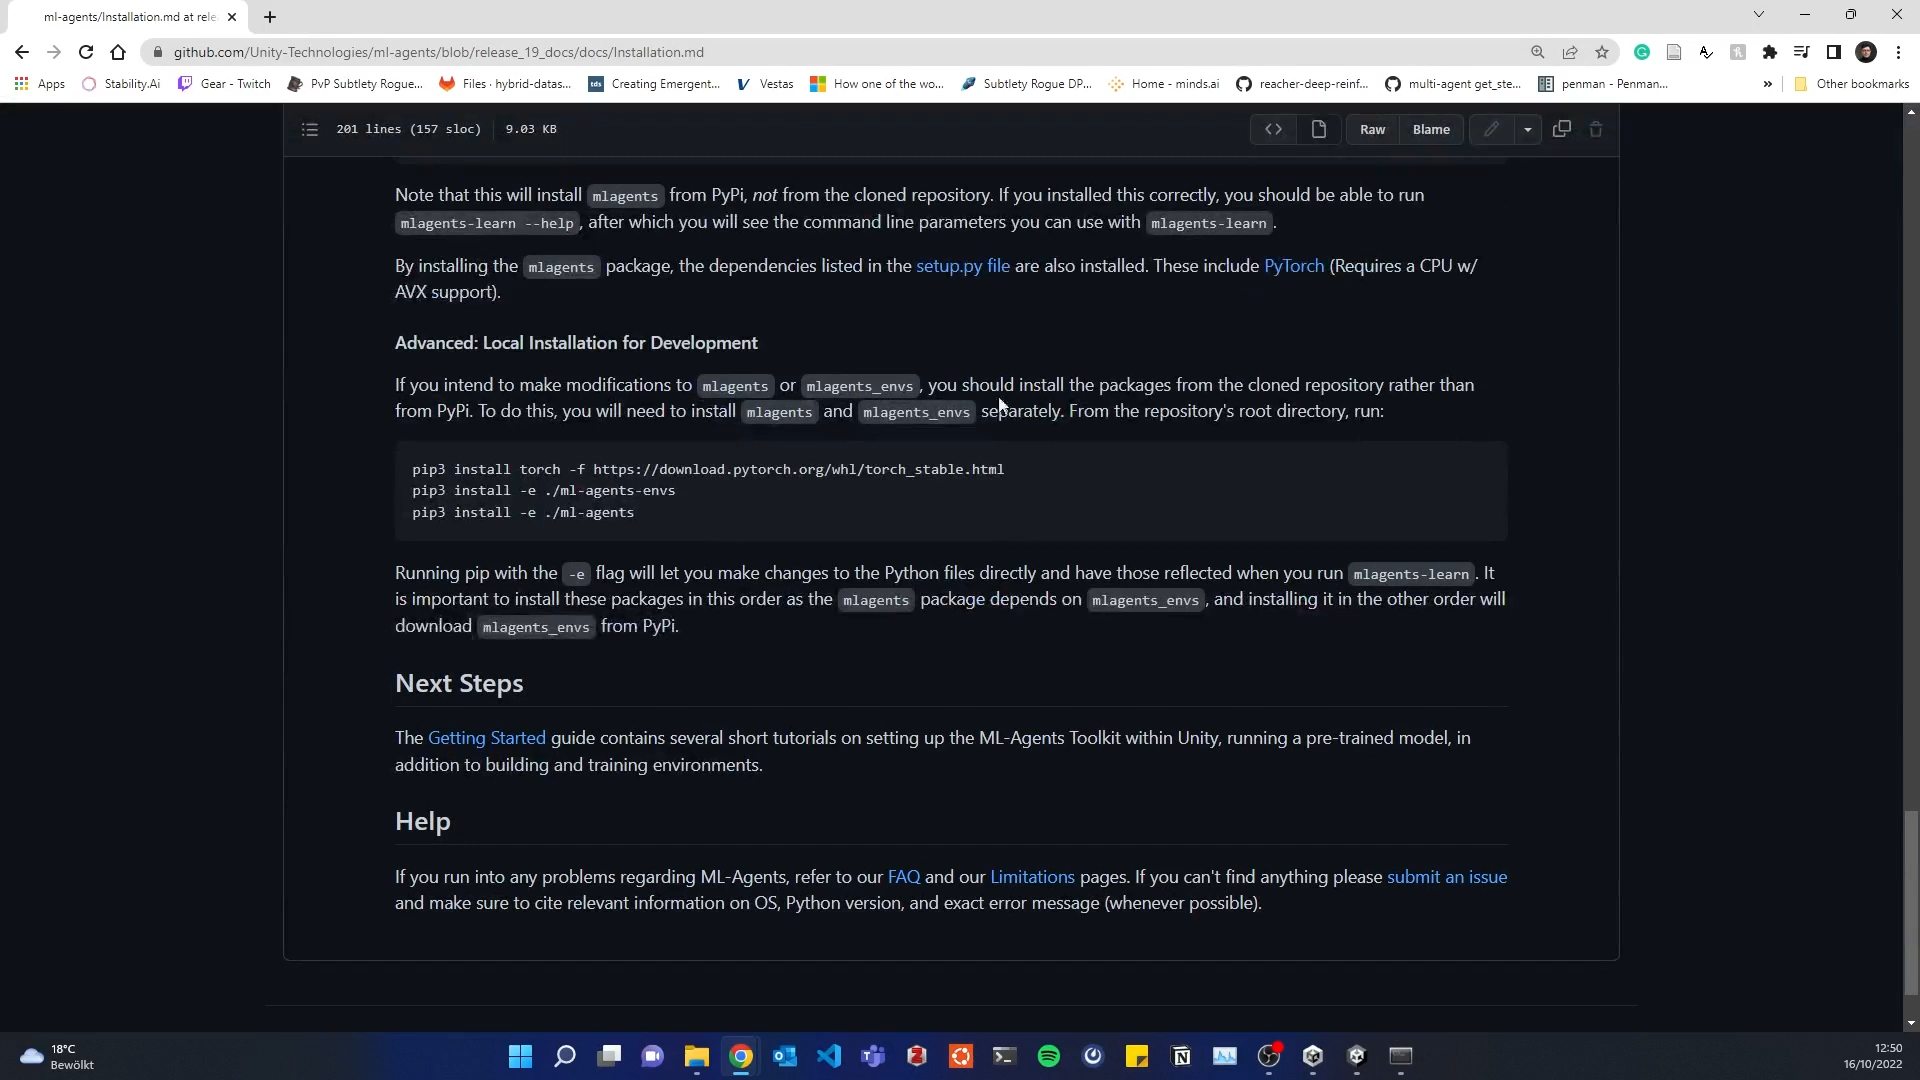 ml-agents/Installation.md at rele
github.com/Unity-Technologies/ml-agents/blob/release_19_docs/docs/Installation.md
Apps Stability.Ai Gear - Twitch PvP Subtlety Rogue... Files · hybrid-datas... Creating Emergent... Vestas How one of the wo... Subtlety Rogue DP... Home - minds.ai reacher-deep-reinf... multi-agent get_ste... penman - Penman... » Other bookmarks
201 lines (157 sloc) 9.03 KB Raw Blame
Note that this will install mlagents from PyPi, not from the cloned repository. If you installed this correctly, you should be able to run
mlagents-learn --help, after which you will see the command line parameters you can use with mlagents-learn.
By installing the mlagents package, the dependencies listed in the setup.py file are also installed. These include PyTorch (Requires a CPU w/
AVX support).
Advanced: Local Installation for Development
If you intend to make modifications to mlagents or mlagents_envs, you should install the packages from the cloned repository rather than
from PyPi. To do this, you will need to install mlagents and mlagents_envs separately. From the repository's root directory, run:
pip3 install torch -f https://download.pytorch.org/whl/torch_stable.html
pip3 install -e ./ml-agents-envs
pip3 install -e ./ml-agents
Running pip with the -e flag will let you make changes to the Python files directly and have those reflected when you run mlagents-learn. It
is important to install these packages in this order as the mlagents package depends on mlagents_envs, and installing it in the other order will
download mlagents_envs from PyPi.
Next Steps
The Getting Started guide contains several short tutorials on setting up the ML-Agents Toolkit within Unity, running a pre-trained model, in
addition to building and training environments.
Help
If you run into any problems regarding ML-Agents, refer to our FAQ and our Limitations pages. If you can't find anything please submit an issue
and make sure to cite relevant information on OS, Python version, and exact error message (whenever possible).
18°C
Bewölkt
12:50
16/10/2022